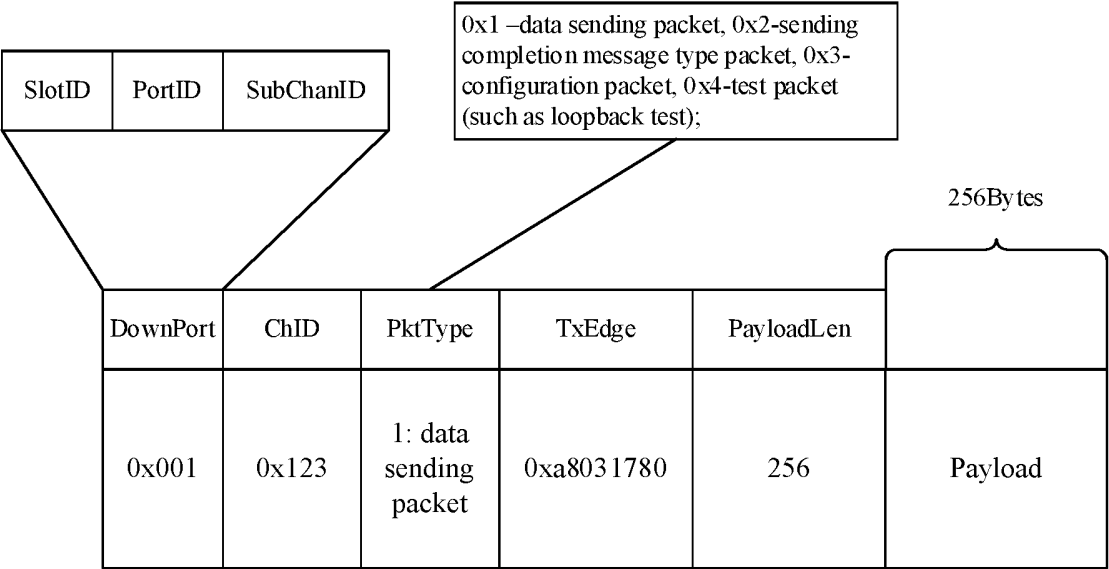 0x1 –data sending packet, 0x2-sending
completion message type packet, 0x3-
configuration packet, 0x4-test packet
(such as loopback test);
SlotID PortID SubChanID
256Bytes
DownPort ChID PktType TxEdge PayloadLen
0x001 0x123 1: data sending packet 0xa8031780 256 Payload